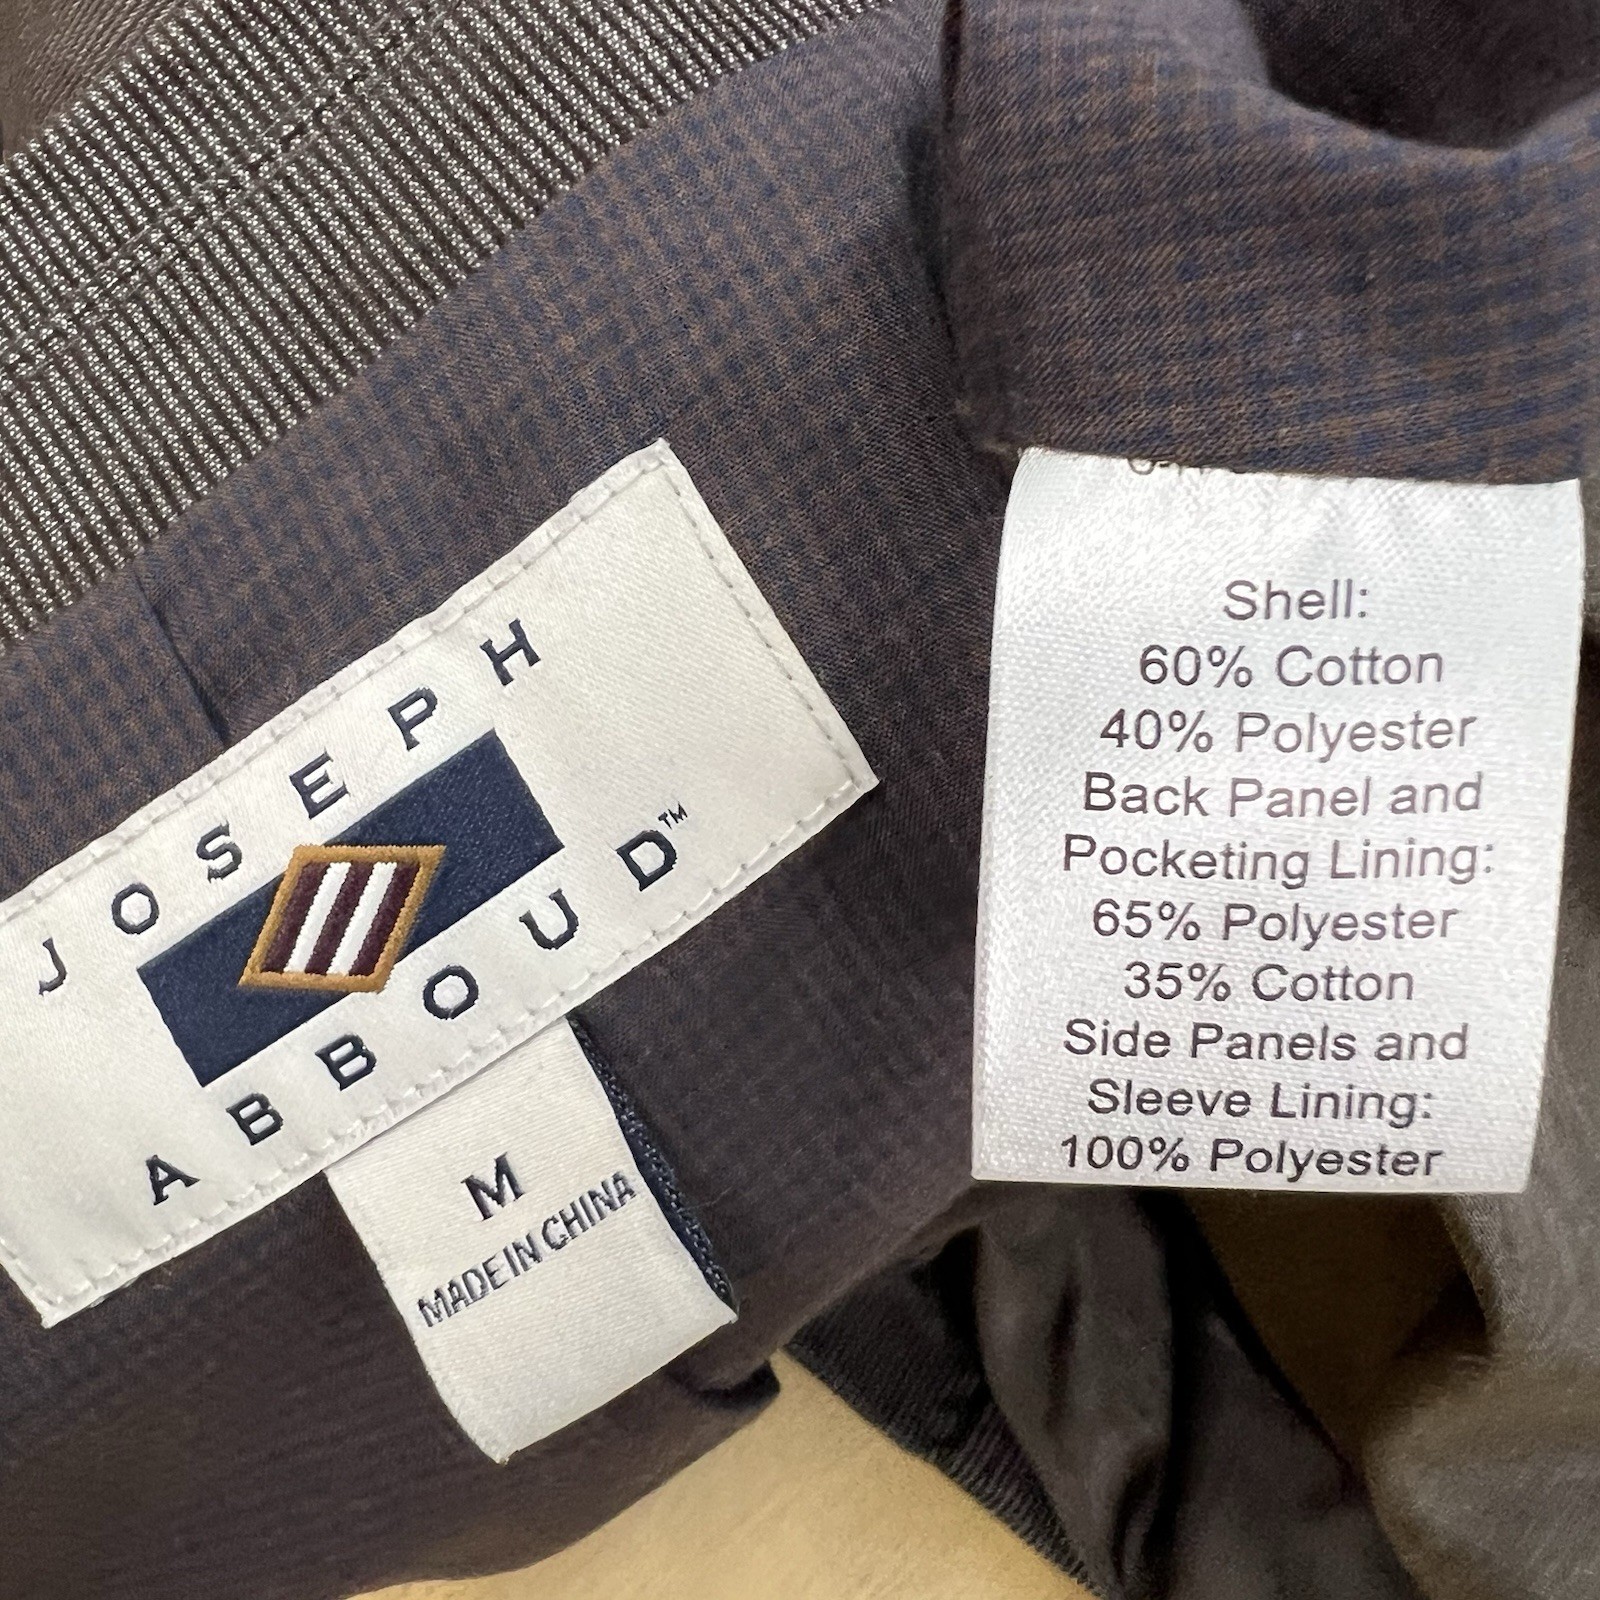 JOSEPH
ABBOUD™
M
MADE IN CHINA
Shell:
60% Cotton
40% Polyester
Back Panel and
Pocketing Lining:
65% Polyester
35% Cotton
Side Panels and
Sleeve Lining:
100% Polyester